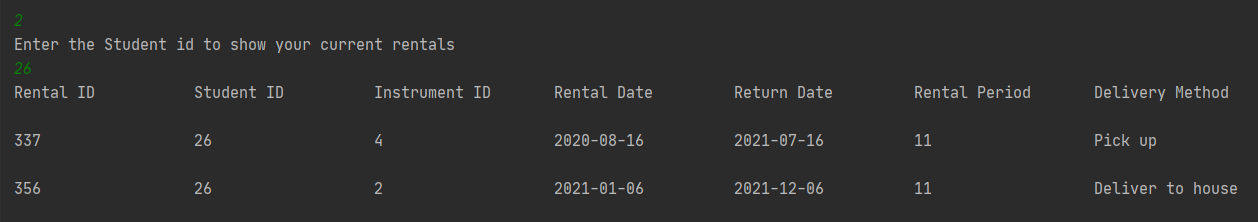 2
Enter the Student id to show your current rentals
26
Rental ID Student ID Instrument ID Rental Date Return Date Rental Period Delivery Method
337 26 4 2020-08-16 2021-07-16 11 Pick up
356 26 2 2021-01-06 2021-12-06 11 Deliver to house